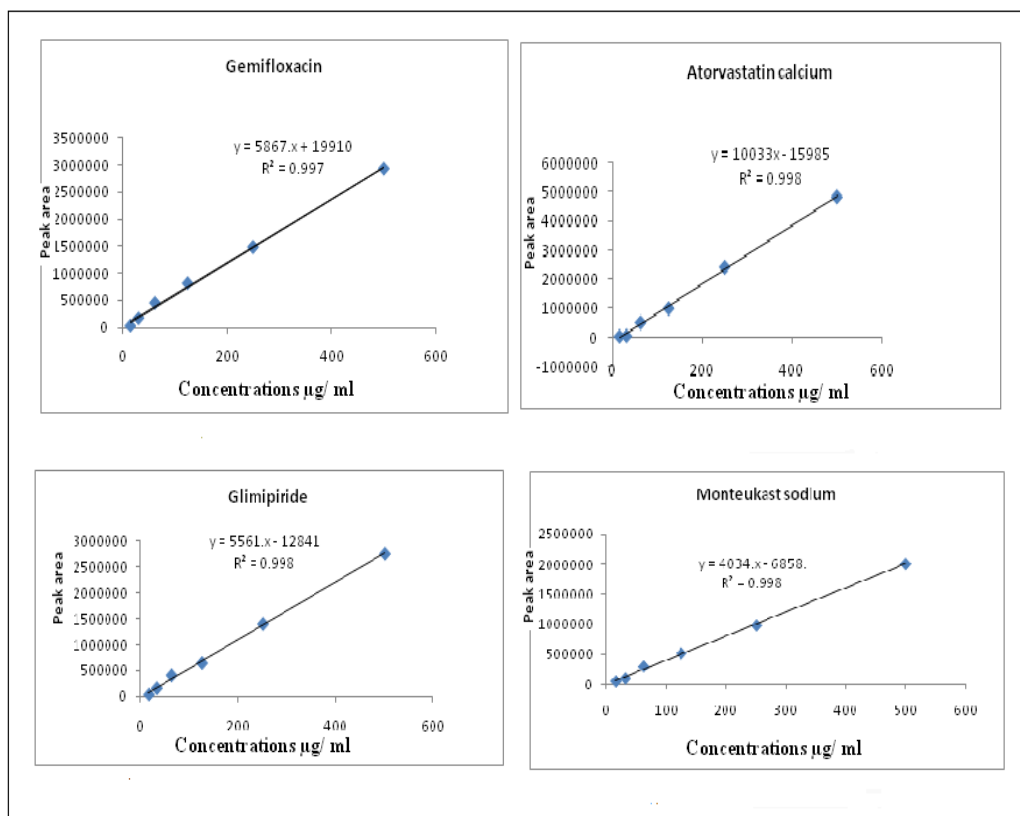 Gemifloxacin
y = 5867.x + 19910
R² = 0.997
3500000
3000000
2500000
2000000
1500000
1000000
500000
0
Peak area
0 200 400 600
Concentrations µg/ ml
Atorvastatin calcium
y = 10033x - 15985
R² = 0.998
6000000
5000000
4000000
3000000
2000000
1000000
0
-1000000
Peak area
0 200 400 600
Concentrations µg/ ml
Glimipiride
y = 5561.x - 12841
R² = 0.998
3000000
2500000
2000000
1500000
1000000
500000
0
Peak area
0 200 400 600
Concentrations µg/ ml
Monteukast sodium
y = 4034.x - 6858.
R² = 0.998
2500000
2000000
1500000
1000000
500000
0
Peak area
0 100 200 300 400 500 600
Concentrations µg/ ml